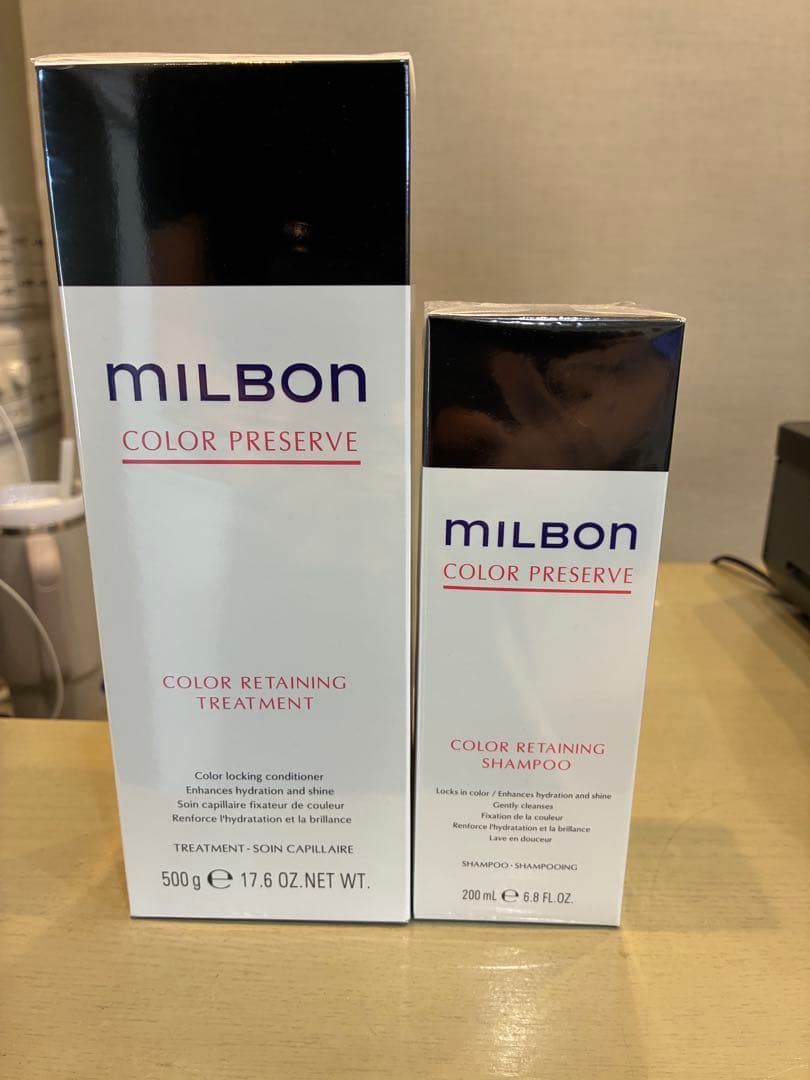 MILBON
COLOR PRESERVE
COLOR RETAINING
TREATMENT
Color locking conditioner
Enhances hydration and shine
Soin capillaire fixateur de couleur
Renforce l'hydratation et la brillance
TREATMENT - SOIN CAPILLAIRE
500 g ℮ 17.6 OZ.NET WT.
MILBON
COLOR PRESERVE
COLOR RETAINING
SHAMPOO
Locks in color / Enhances hydration and shine
Gently cleanses
Fixation de la couleur
Renforce l'hydratation et la brillance
Lave en douceur
SHAMPOO - SHAMPOOING
200 mL ℮ 6.8 FL.OZ.